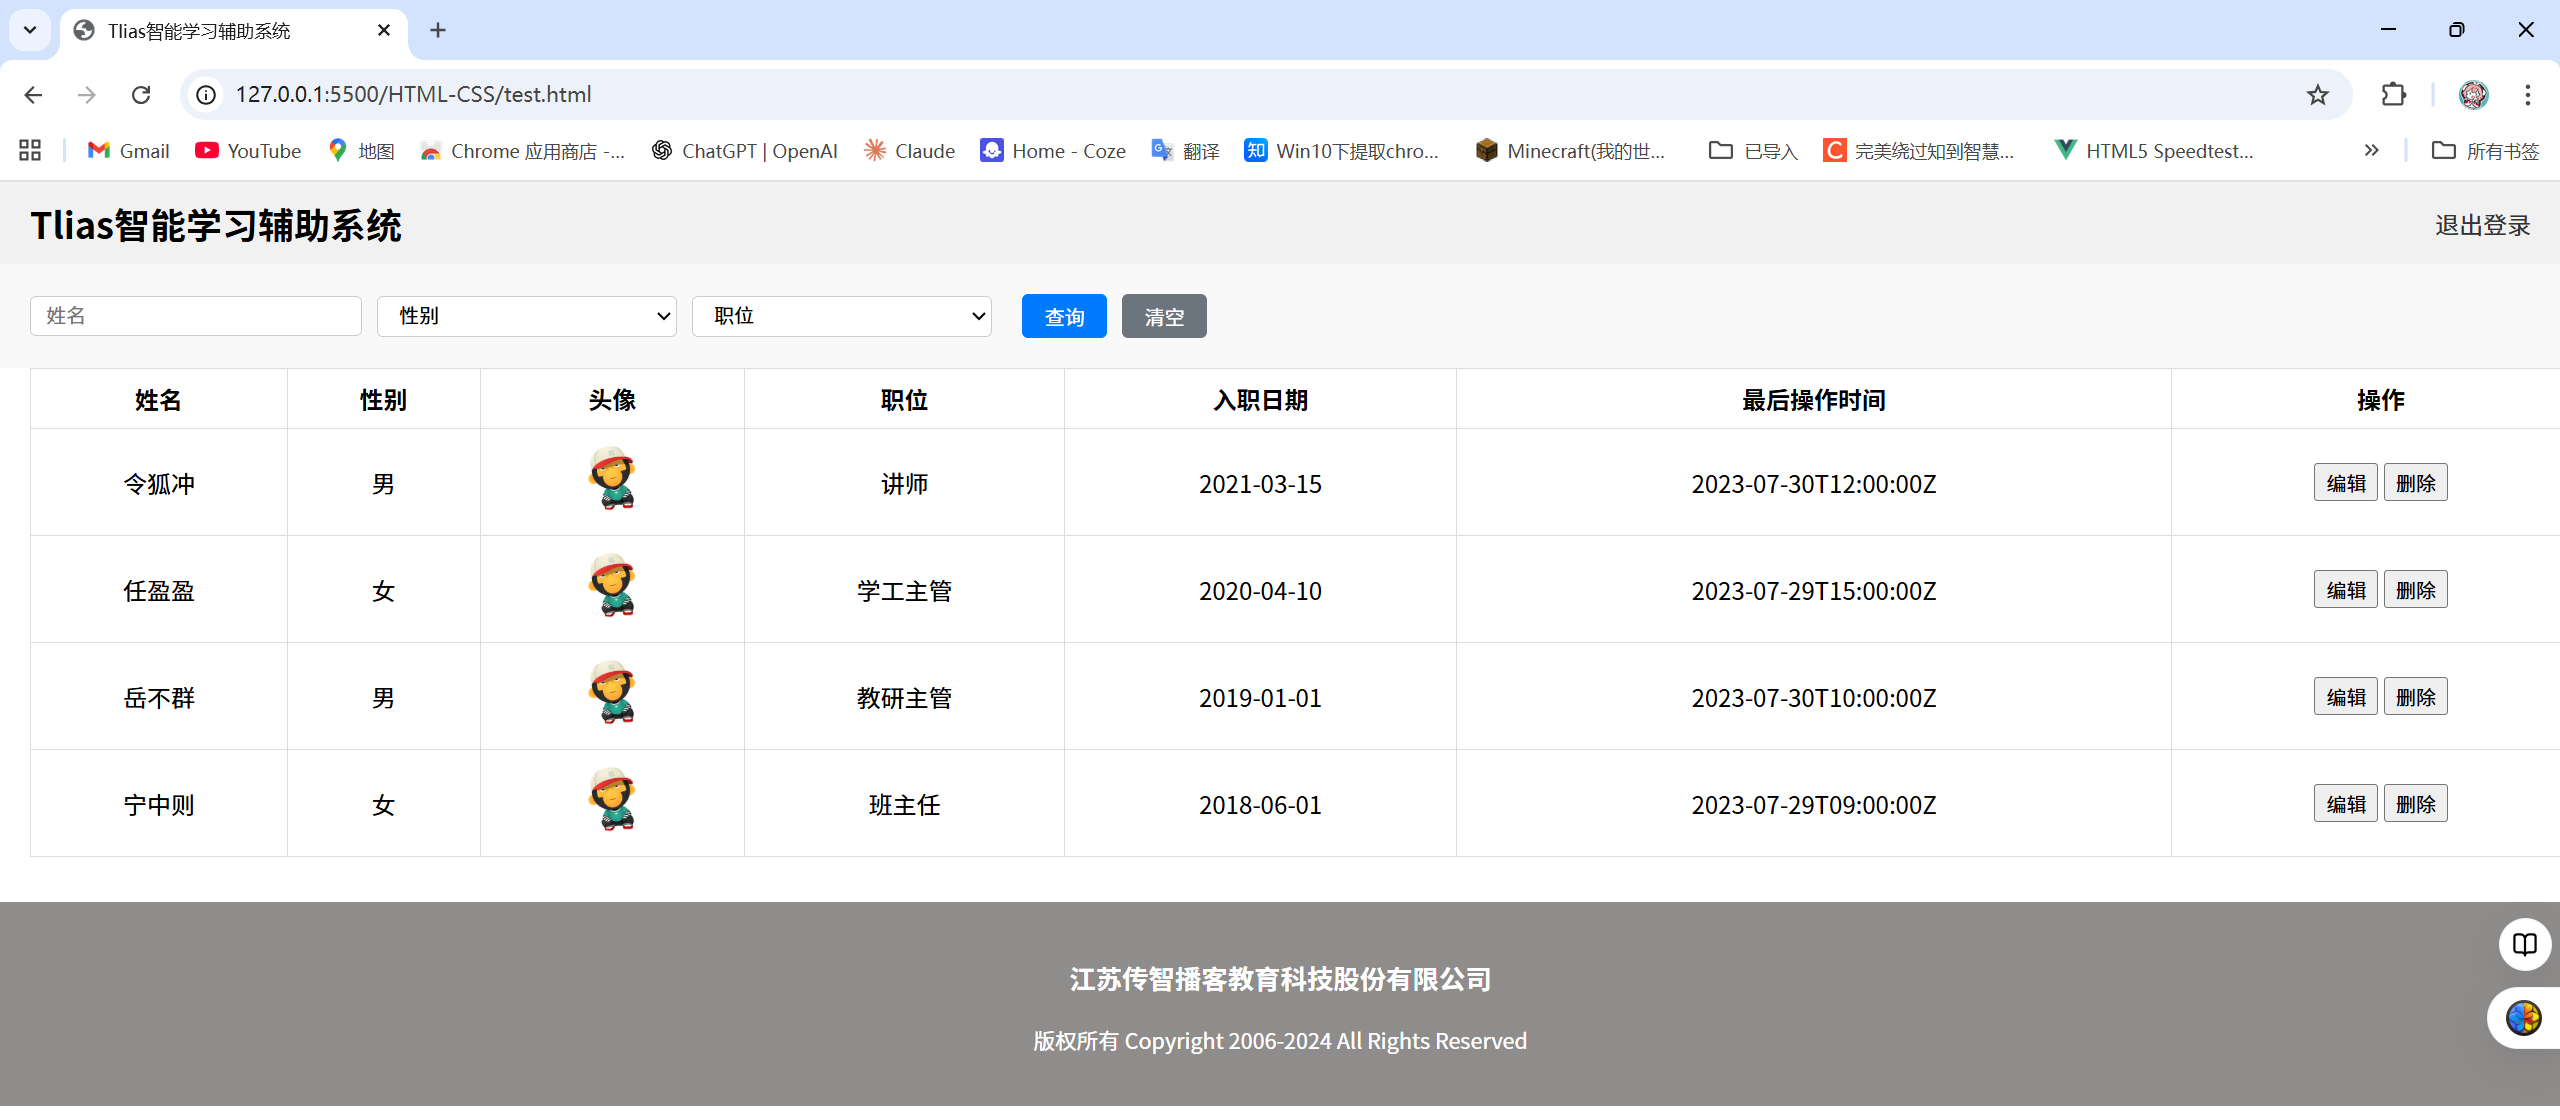 Tlias智能学习辅助系统
127.0.0.1:5500/HTML-CSS/test.html
Gmail YouTube 地图 Chrome 应用商店 -... ChatGPT | OpenAI Claude Home - Coze 翻译 知 Win10下提取chro... Minecraft(我的世... 已导入 C 完美绕过知到智慧... HTML5 Speedtest... » 所有书签
Tlias智能学习辅助系统 退出登录
姓名 性别 职位 查询 清空
姓名 性别 头像 职位 入职日期 最后操作时间 操作
令狐冲 男 讲师 2021-03-15 2023-07-30T12:00:00Z 编辑 删除
任盈盈 女 学工主管 2020-04-10 2023-07-29T15:00:00Z 编辑 删除
岳不群 男 教研主管 2019-01-01 2023-07-30T10:00:00Z 编辑 删除
宁中则 女 班主任 2018-06-01 2023-07-29T09:00:00Z 编辑 删除
江苏传智播客教育科技股份有限公司
版权所有 Copyright 2006-2024 All Rights Reserved